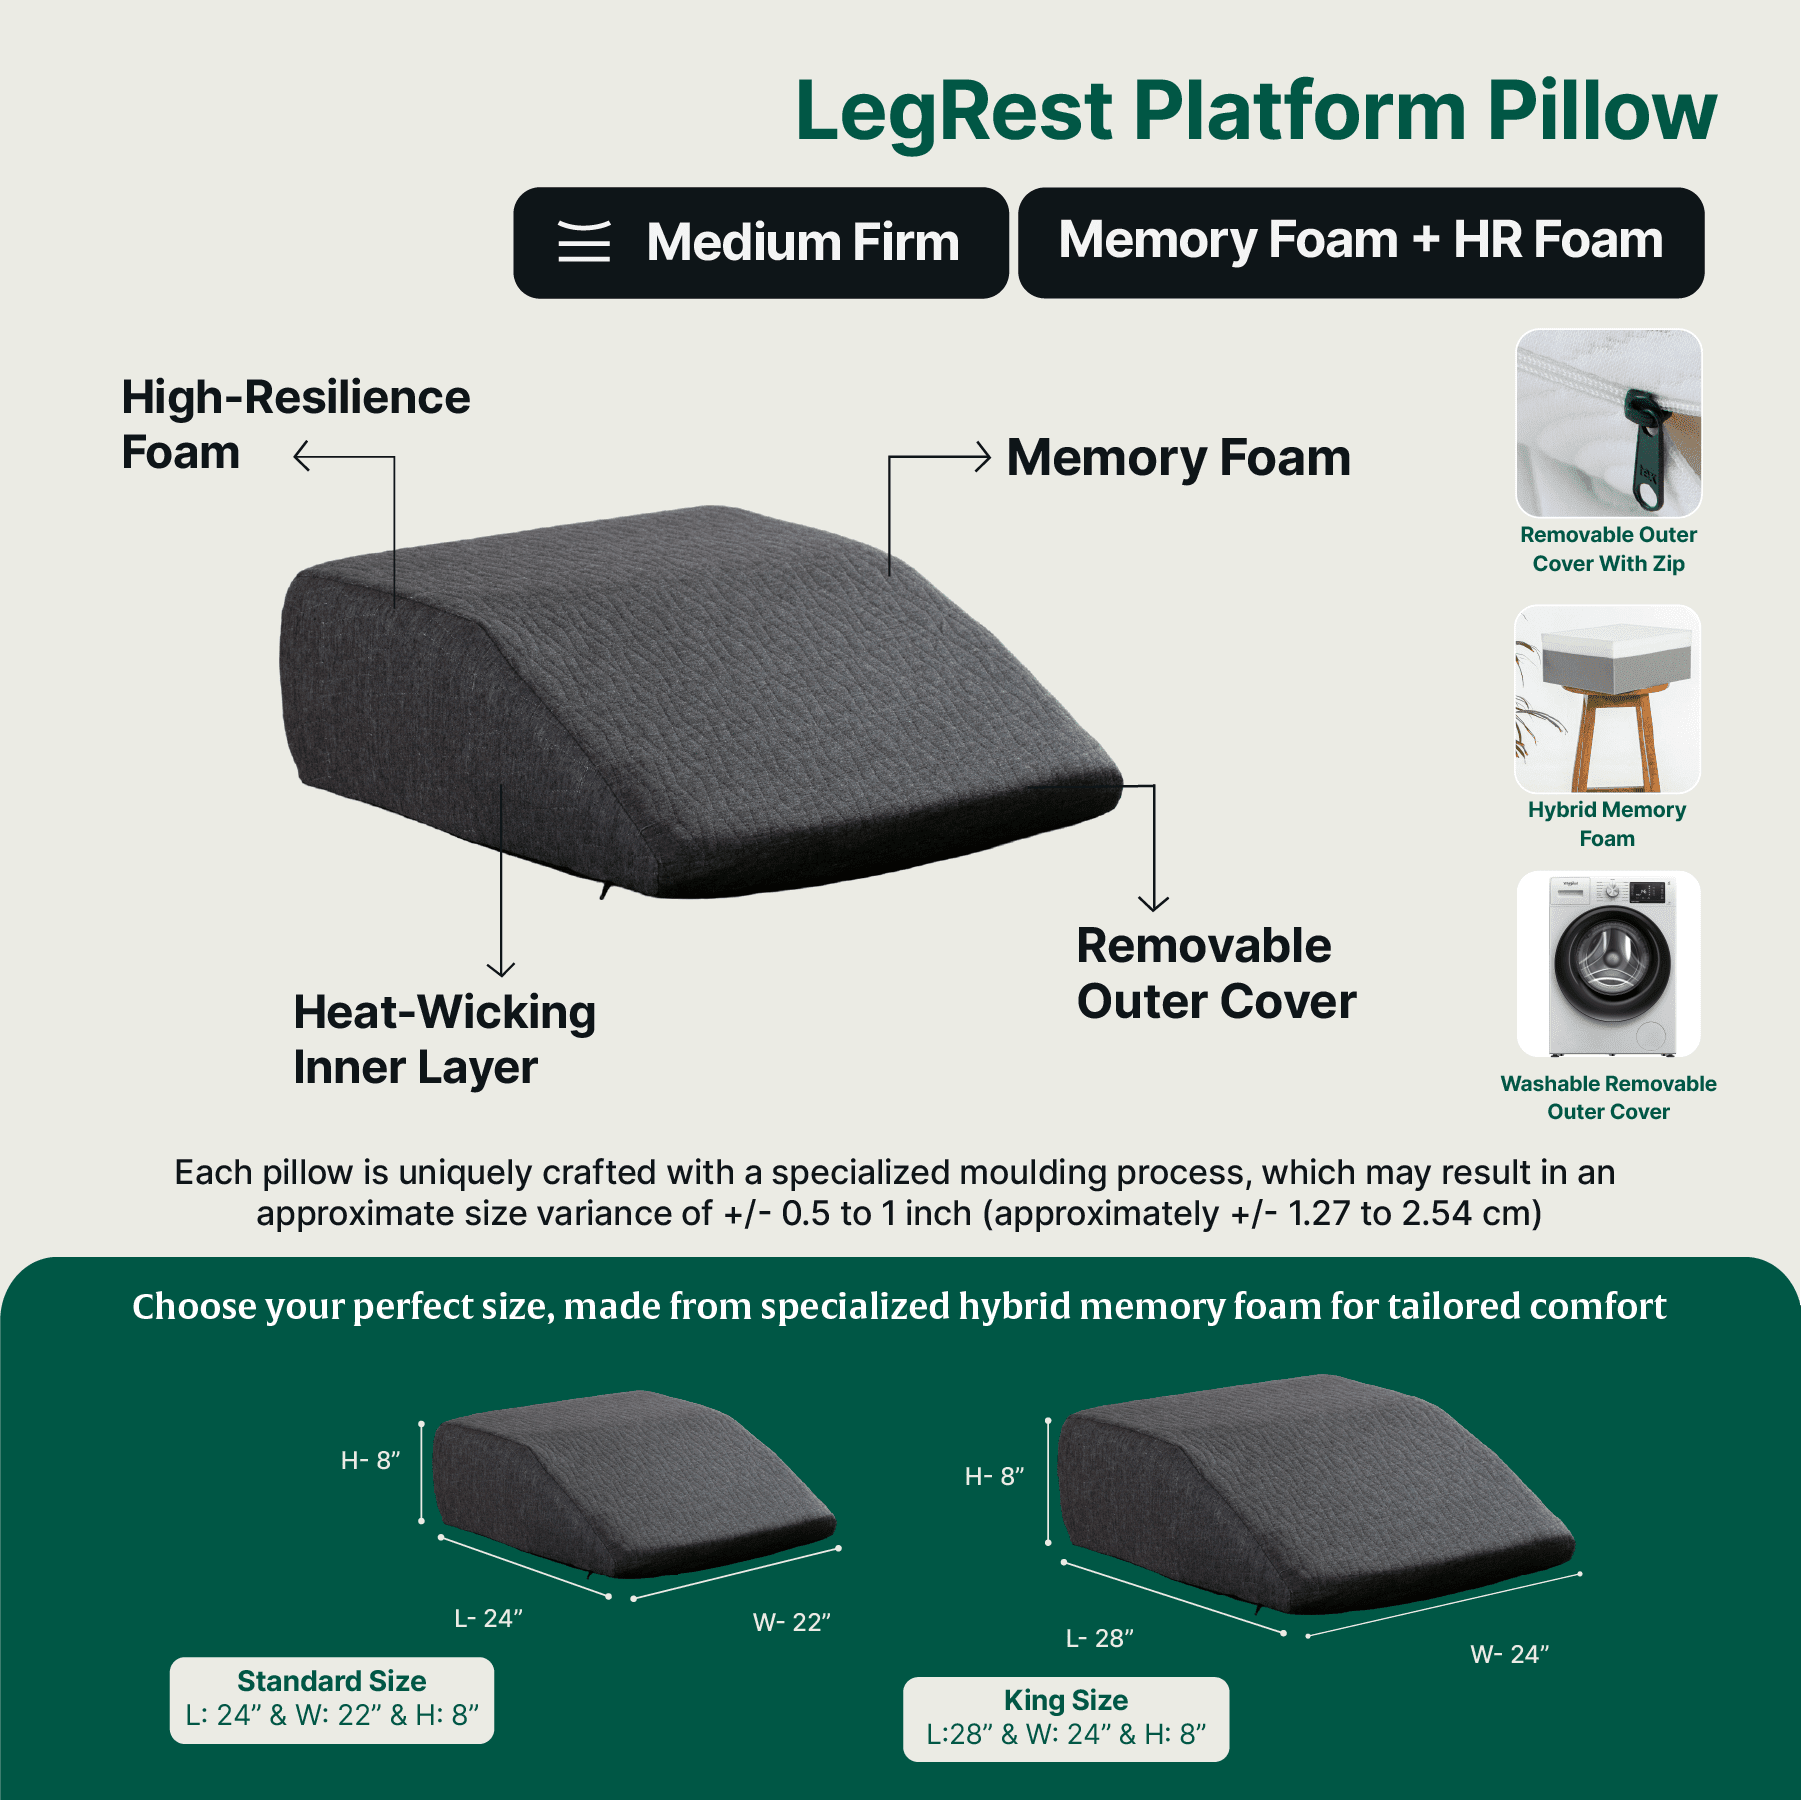 LegRest Platform Pillow
Medium Firm
Memory Foam + HR Foam
High-Resilience
Foam
Memory Foam
Removable Outer
Cover With Zip
Hybrid Memory
Foam
Removable
Outer Cover
Heat-Wicking
Inner Layer
Washable Removable
Outer Cover
Each pillow is uniquely crafted with a specialized moulding process, which may result in an
approximate size variance of +/- 0.5 to 1 inch (approximately +/- 1.27 to 2.54 cm)
Choose your perfect size, made from specialized hybrid memory foam for tailored comfort
H- 8”
L- 24”
W- 22”
Standard Size
L: 24” & W: 22” & H: 8”
H- 8”
L- 28”
W- 24”
King Size
L:28” & W: 24” & H: 8”